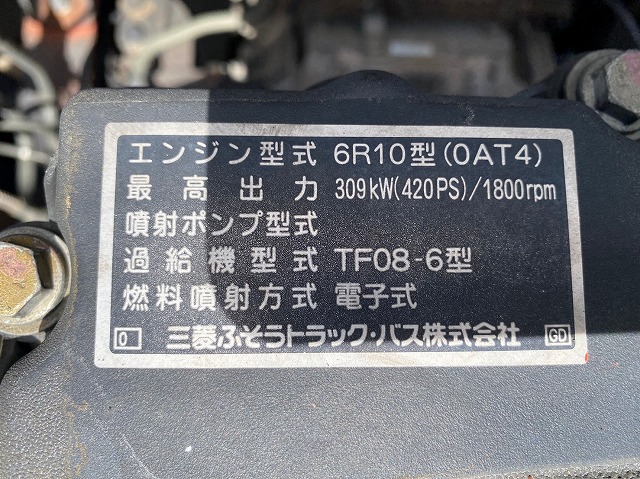 エンジン型式 6R10型(0AT4)
最高出力 309kW(420PS)/1800rpm
噴射ポンプ型式
過給機型式 TF08-6型
燃料噴射方式 電子式
0 三菱ふそうトラック・バス株式会社 GD